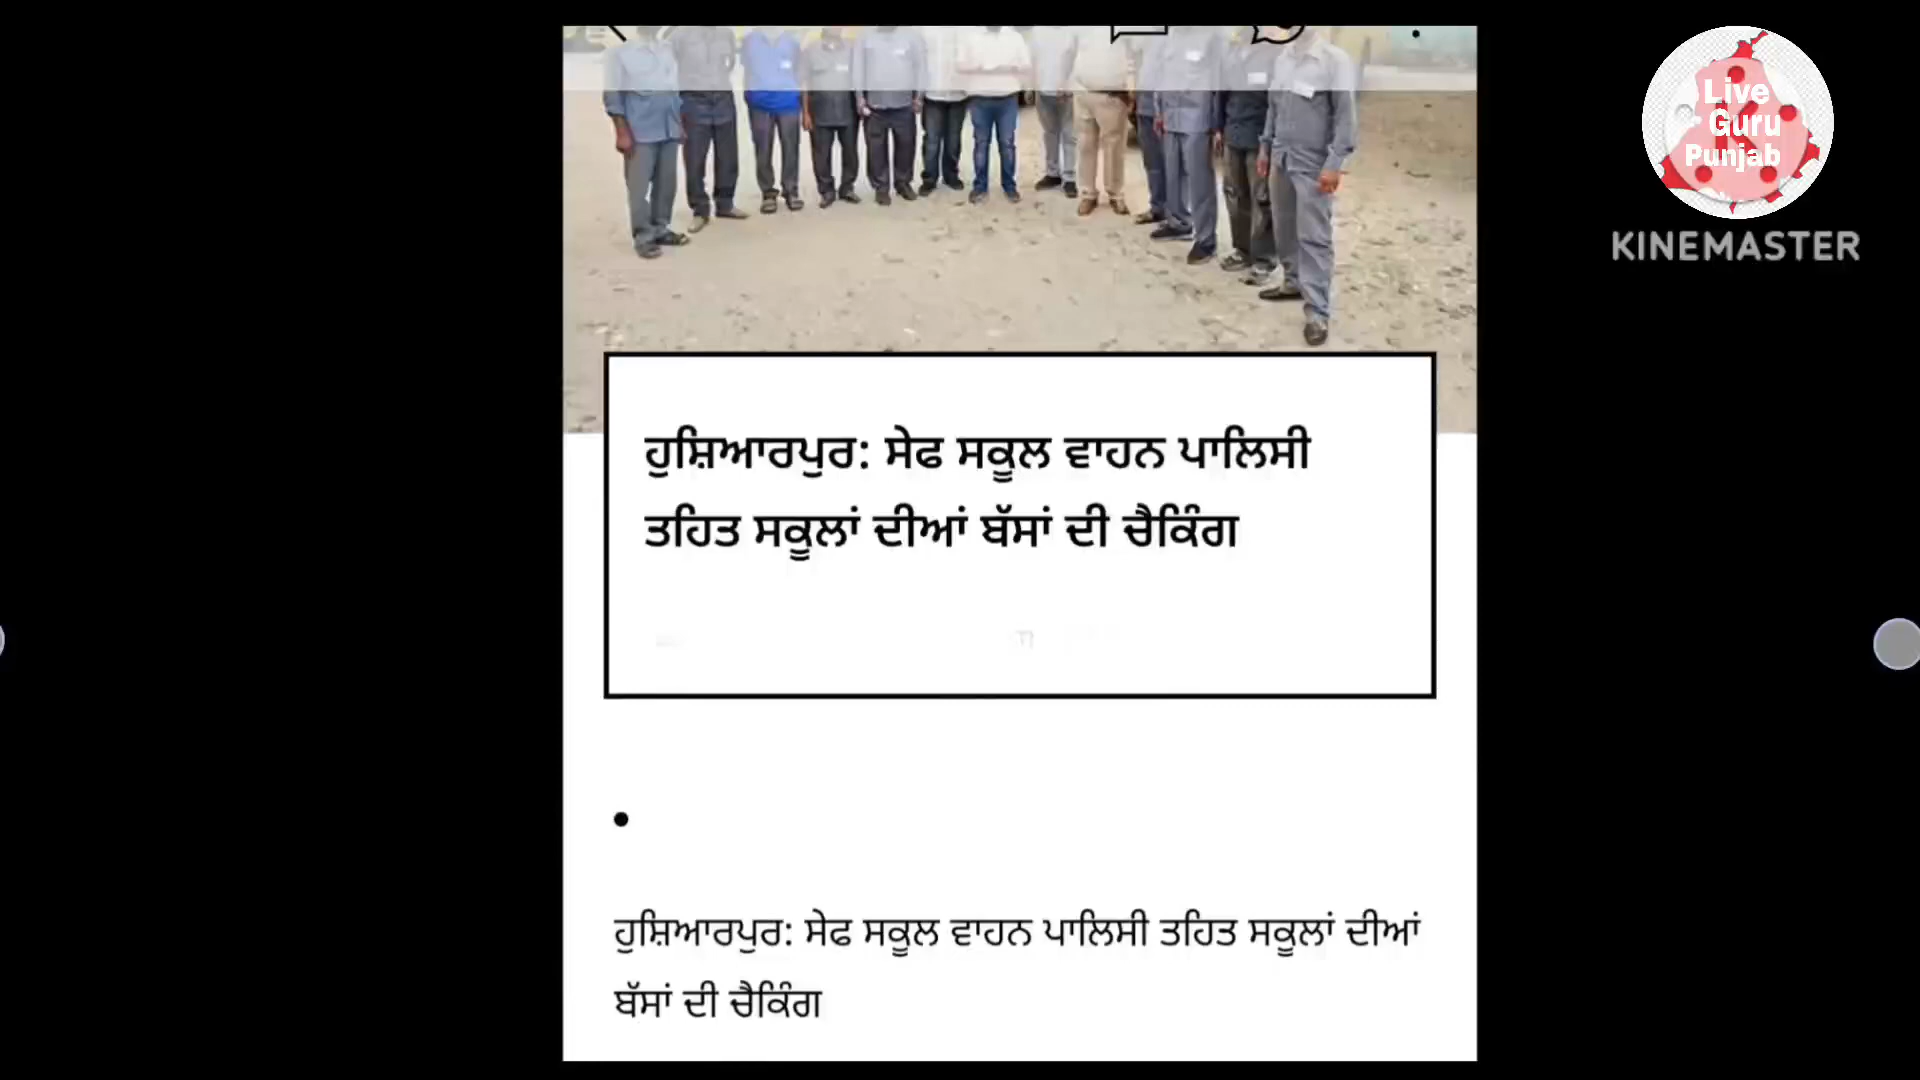 Live
Guru
Punjab
KINEMASTER
ਹੁਸ਼ਿਆਰਪੁਰ: ਸੇਫ ਸਕੂਲ ਵਾਹਨ ਪਾਲਿਸੀ
ਤਹਿਤ ਸਕੂਲਾਂ ਦੀਆਂ ਬੱਸਾਂ ਦੀ ਚੈਕਿੰਗ
ਹੁਸ਼ਿਆਰਪੁਰ: ਸੇਫ ਸਕੂਲ ਵਾਹਨ ਪਾਲਿਸੀ ਤਹਿਤ ਸਕੂਲਾਂ ਦੀਆਂ
ਬੱਸਾਂ ਦੀ ਚੈਕਿੰਗ